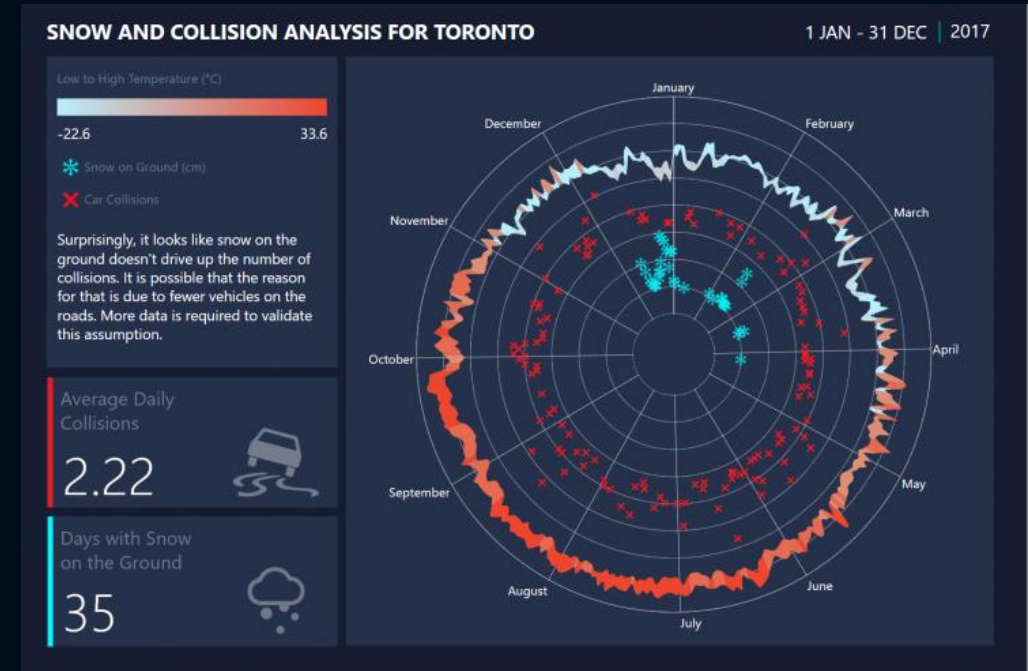 SNOW AND COLLISION ANALYSIS FOR TORONTO
1 JAN - 31 DEC | 2017
Low to High Temperature (°C)
-22.6 33.6
Snow on Ground (cm)
Car Collisions
Surprisingly, it looks like snow on the
ground doesn't drive up the number of
collisions. It is possible that the reason
for that is due to fewer vehicles on the
roads. More data is required to validate
this assumption.
Average Daily
Collisions
2.22
Days with Snow
on the Ground
35
January
February
March
April
May
June
July
August
September
October
November
December